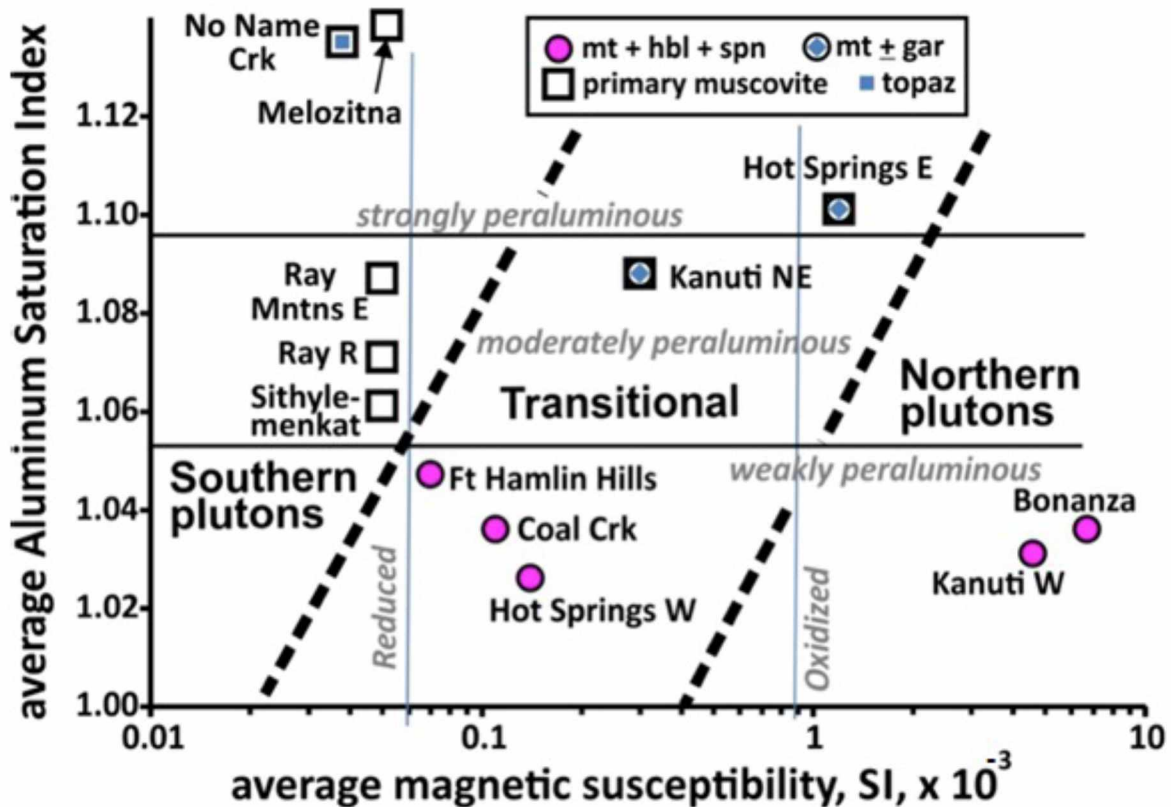 No Name
Crk
Melozitna
mt + hbl + spn
mt ± gar
primary muscovite
topaz
average Aluminum Saturation Index
1.12
Hot Springs E
1.10
strongly peraluminous
Ray
Mntns E
Kanuti NE
1.08
moderately peraluminous
Ray R
Northern
plutons
Sithyle-
menkat
Transitional
1.06
weakly peraluminous
Southern
plutons
Ft Hamlin Hills
Bonanza
1.04
Coal Crk
Kanuti W
Hot Springs W
1.02
Reduced
Oxidized
1.00
0.01
0.1
1
10
average magnetic susceptibility, SI, x 10-3